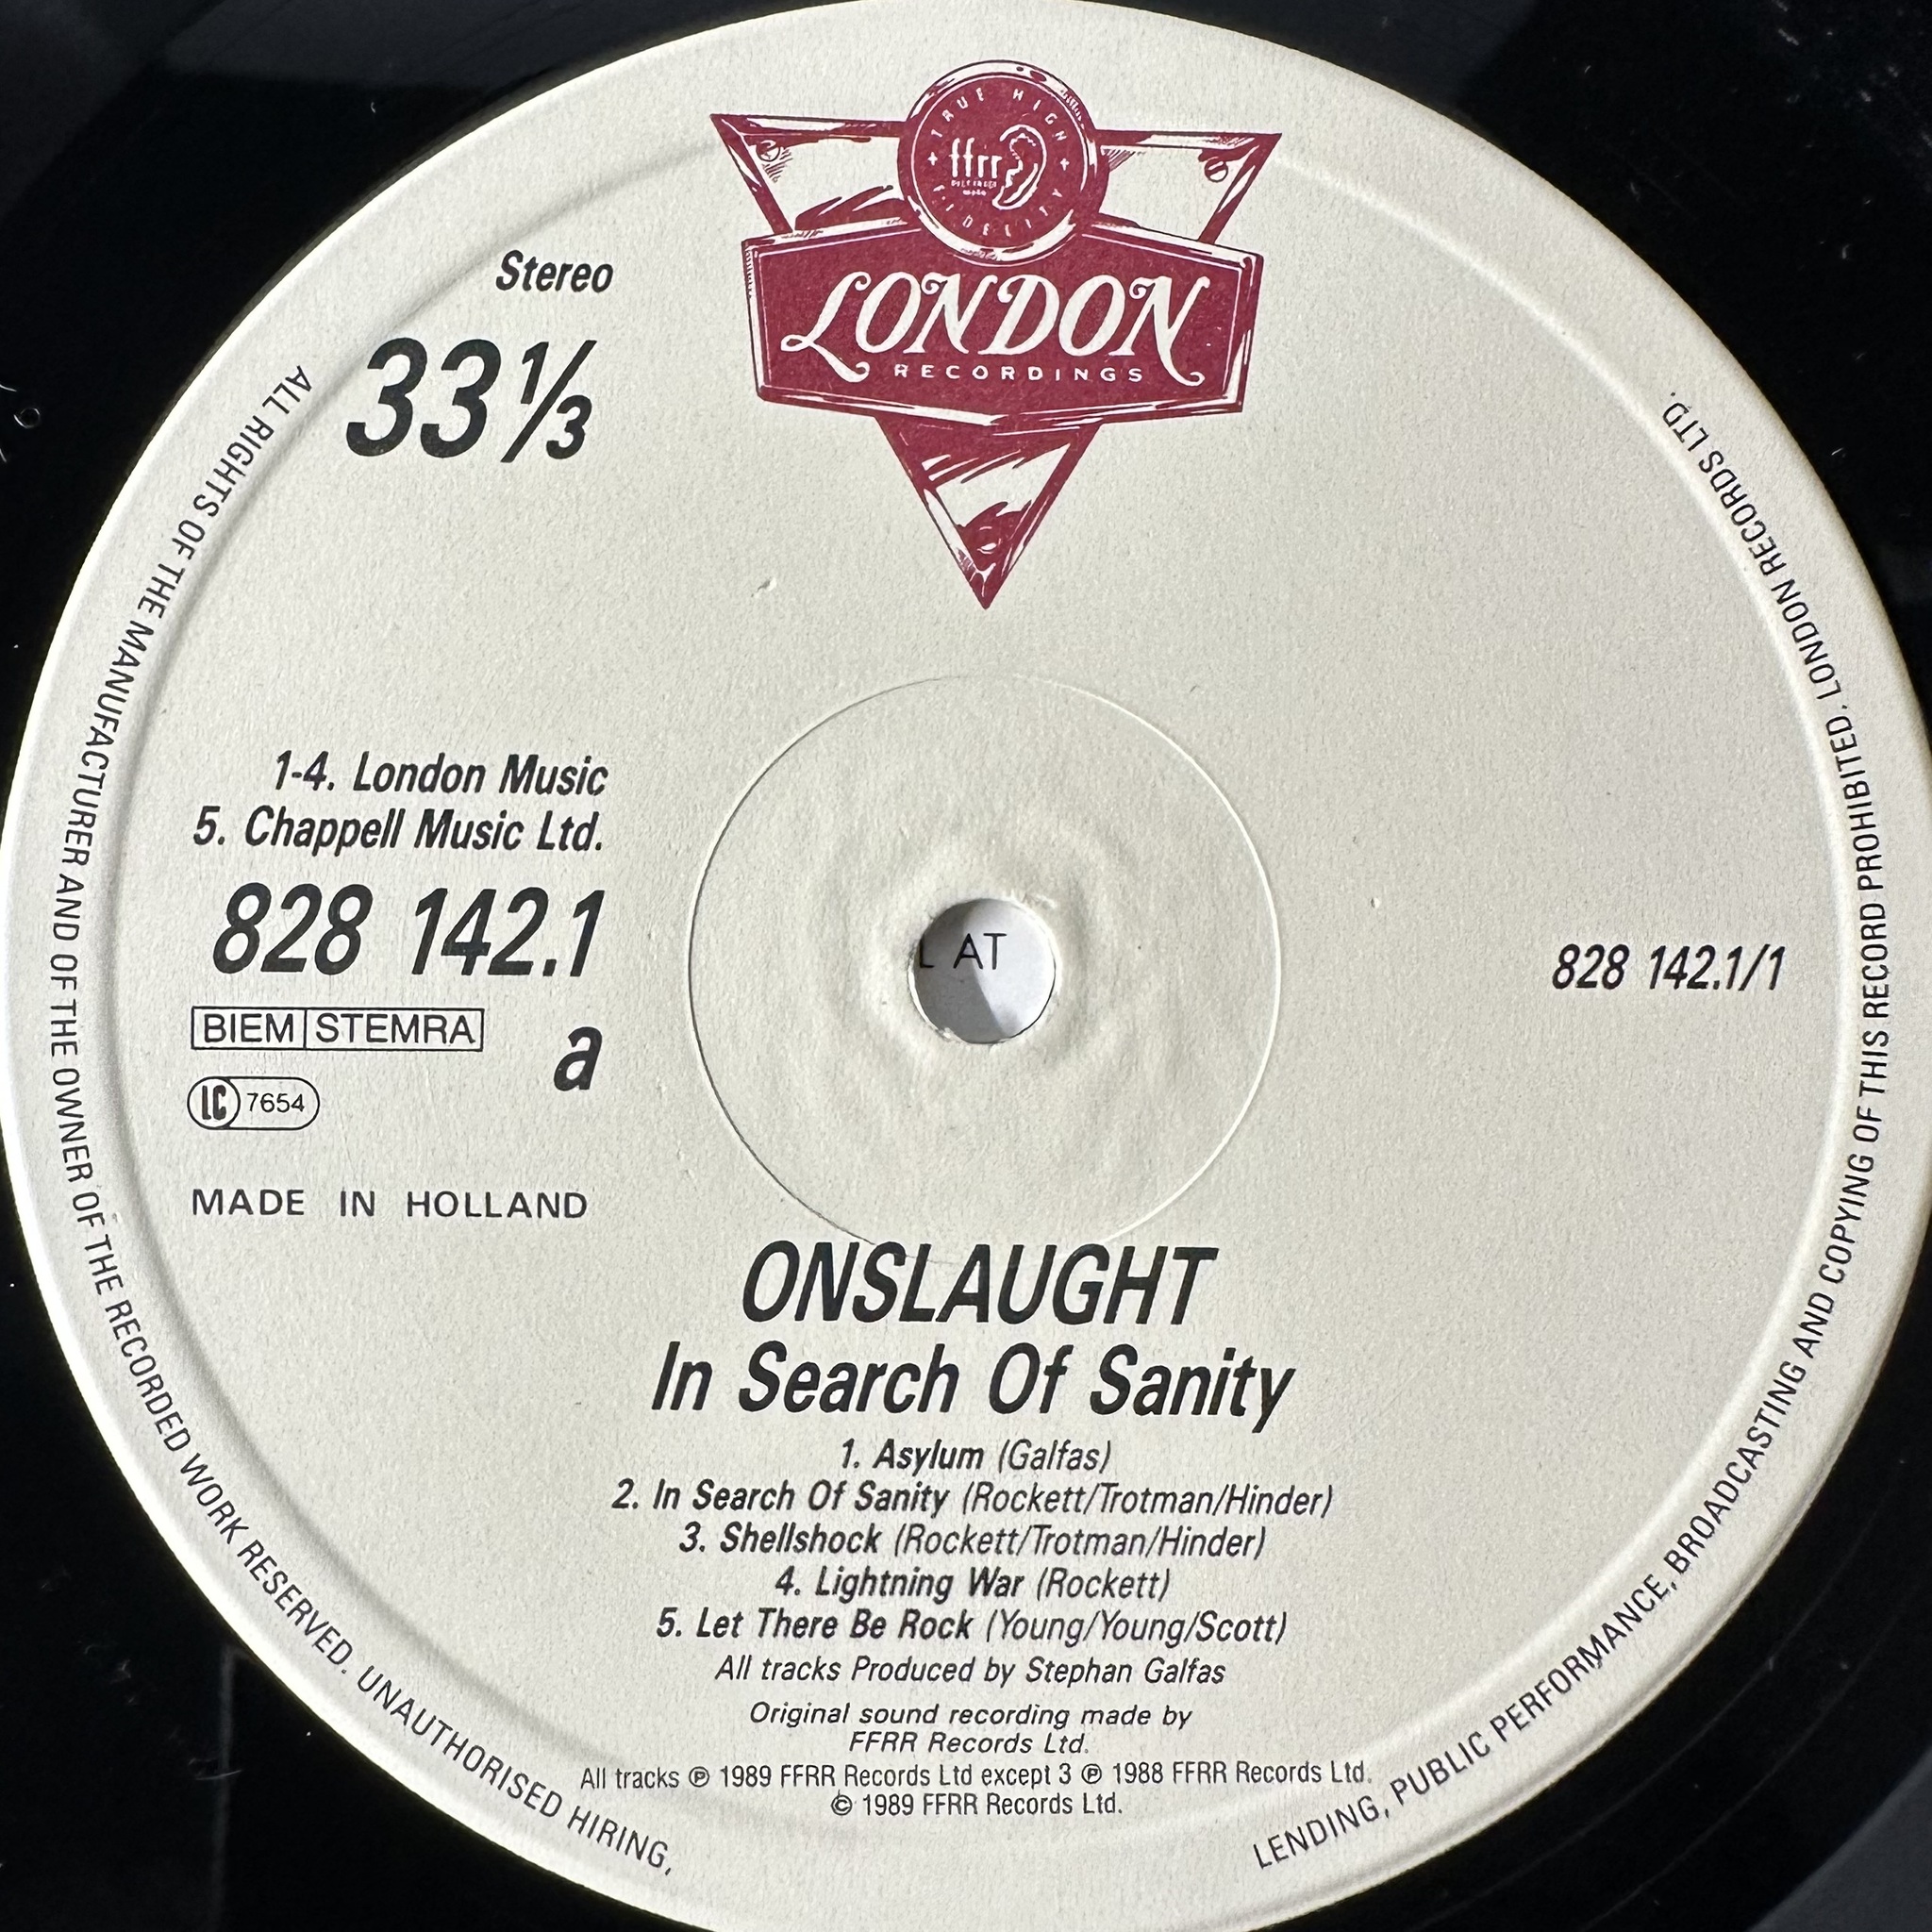 TRUE HIGH
ffrr
FIDELITY
LONDON
RECORDINGS
Stereo
33⅓
1-4. London Music
5. Chappell Music Ltd.
828 142.1
BIEM STEMRA
a
LC 7654
MADE IN HOLLAND
L AT
828 142.1/1
ONSLAUGHT
In Search Of Sanity
1. Asylum (Galfas)
2. In Search Of Sanity (Rockett/Trotman/Hinder)
3. Shellshock (Rockett/Trotman/Hinder)
4. Lightning War (Rockett)
5. Let There Be Rock (Young/Young/Scott)
All tracks Produced by Stephan Galfas
Original sound recording made by
FFRR Records Ltd.
All tracks ℗ 1989 FFRR Records Ltd except 3 ℗ 1988 FFRR Records Ltd.
© 1989 FFRR Records Ltd.
ALL RIGHTS OF THE MANUFACTURER AND OF THE OWNER OF THE RECORDED WORK RESERVED. UNAUTHORISED HIRING,
LENDING, PUBLIC PERFORMANCE, BROADCASTING AND COPYING OF THIS RECORD PROHIBITED. LONDON RECORDS LTD.